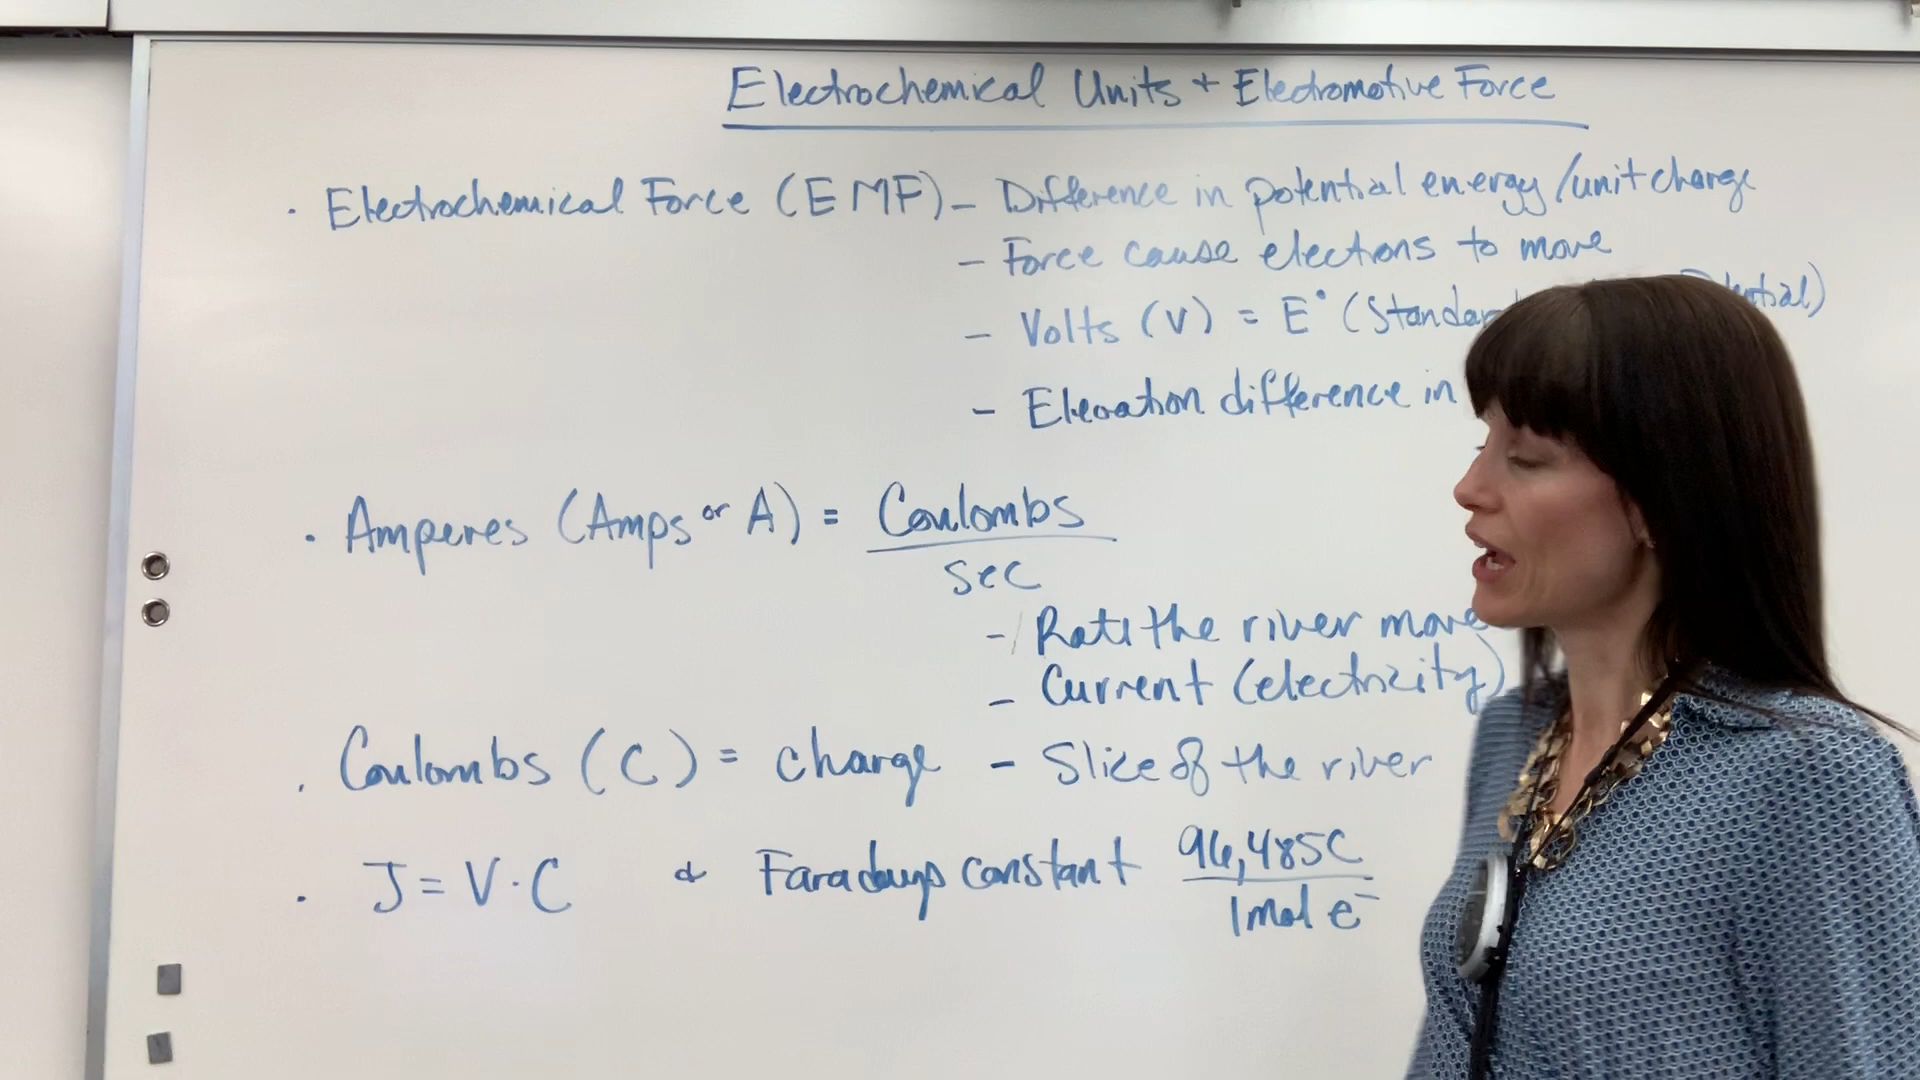 Electrochemical Units + Electromotive Force
· Electrochemical Force (EMF) - Difference in potential energy/unit charge
- Force cause electrons to move
- Volts (V) = E° (Standar
- Elevation difference in
· Amperes (Amps or A) = Coulombs
sec
- Rate the river move
- Current (electricity)
· Coulombs (C) = charge - Slice of the river
· J = V·C & Faradays constant 96,485C
1mol e⁻